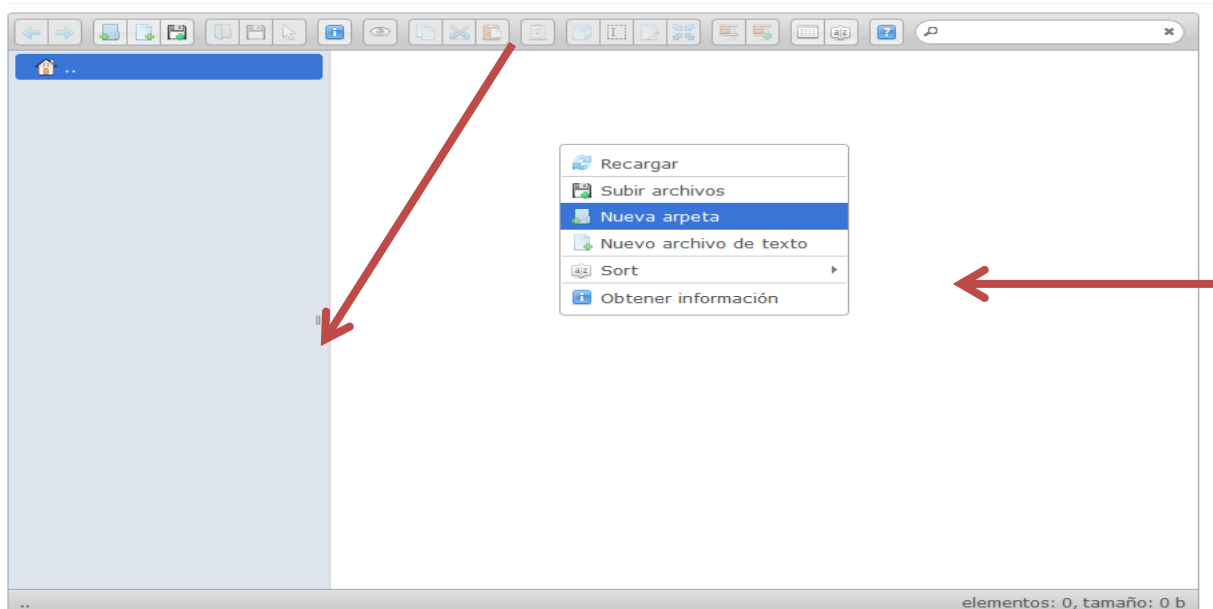 ..
Recargar
Subir archivos
Nueva arpeta
Nuevo archivo de texto
Sort
Obtener información
..
elementos: 0, tamaño: 0 b